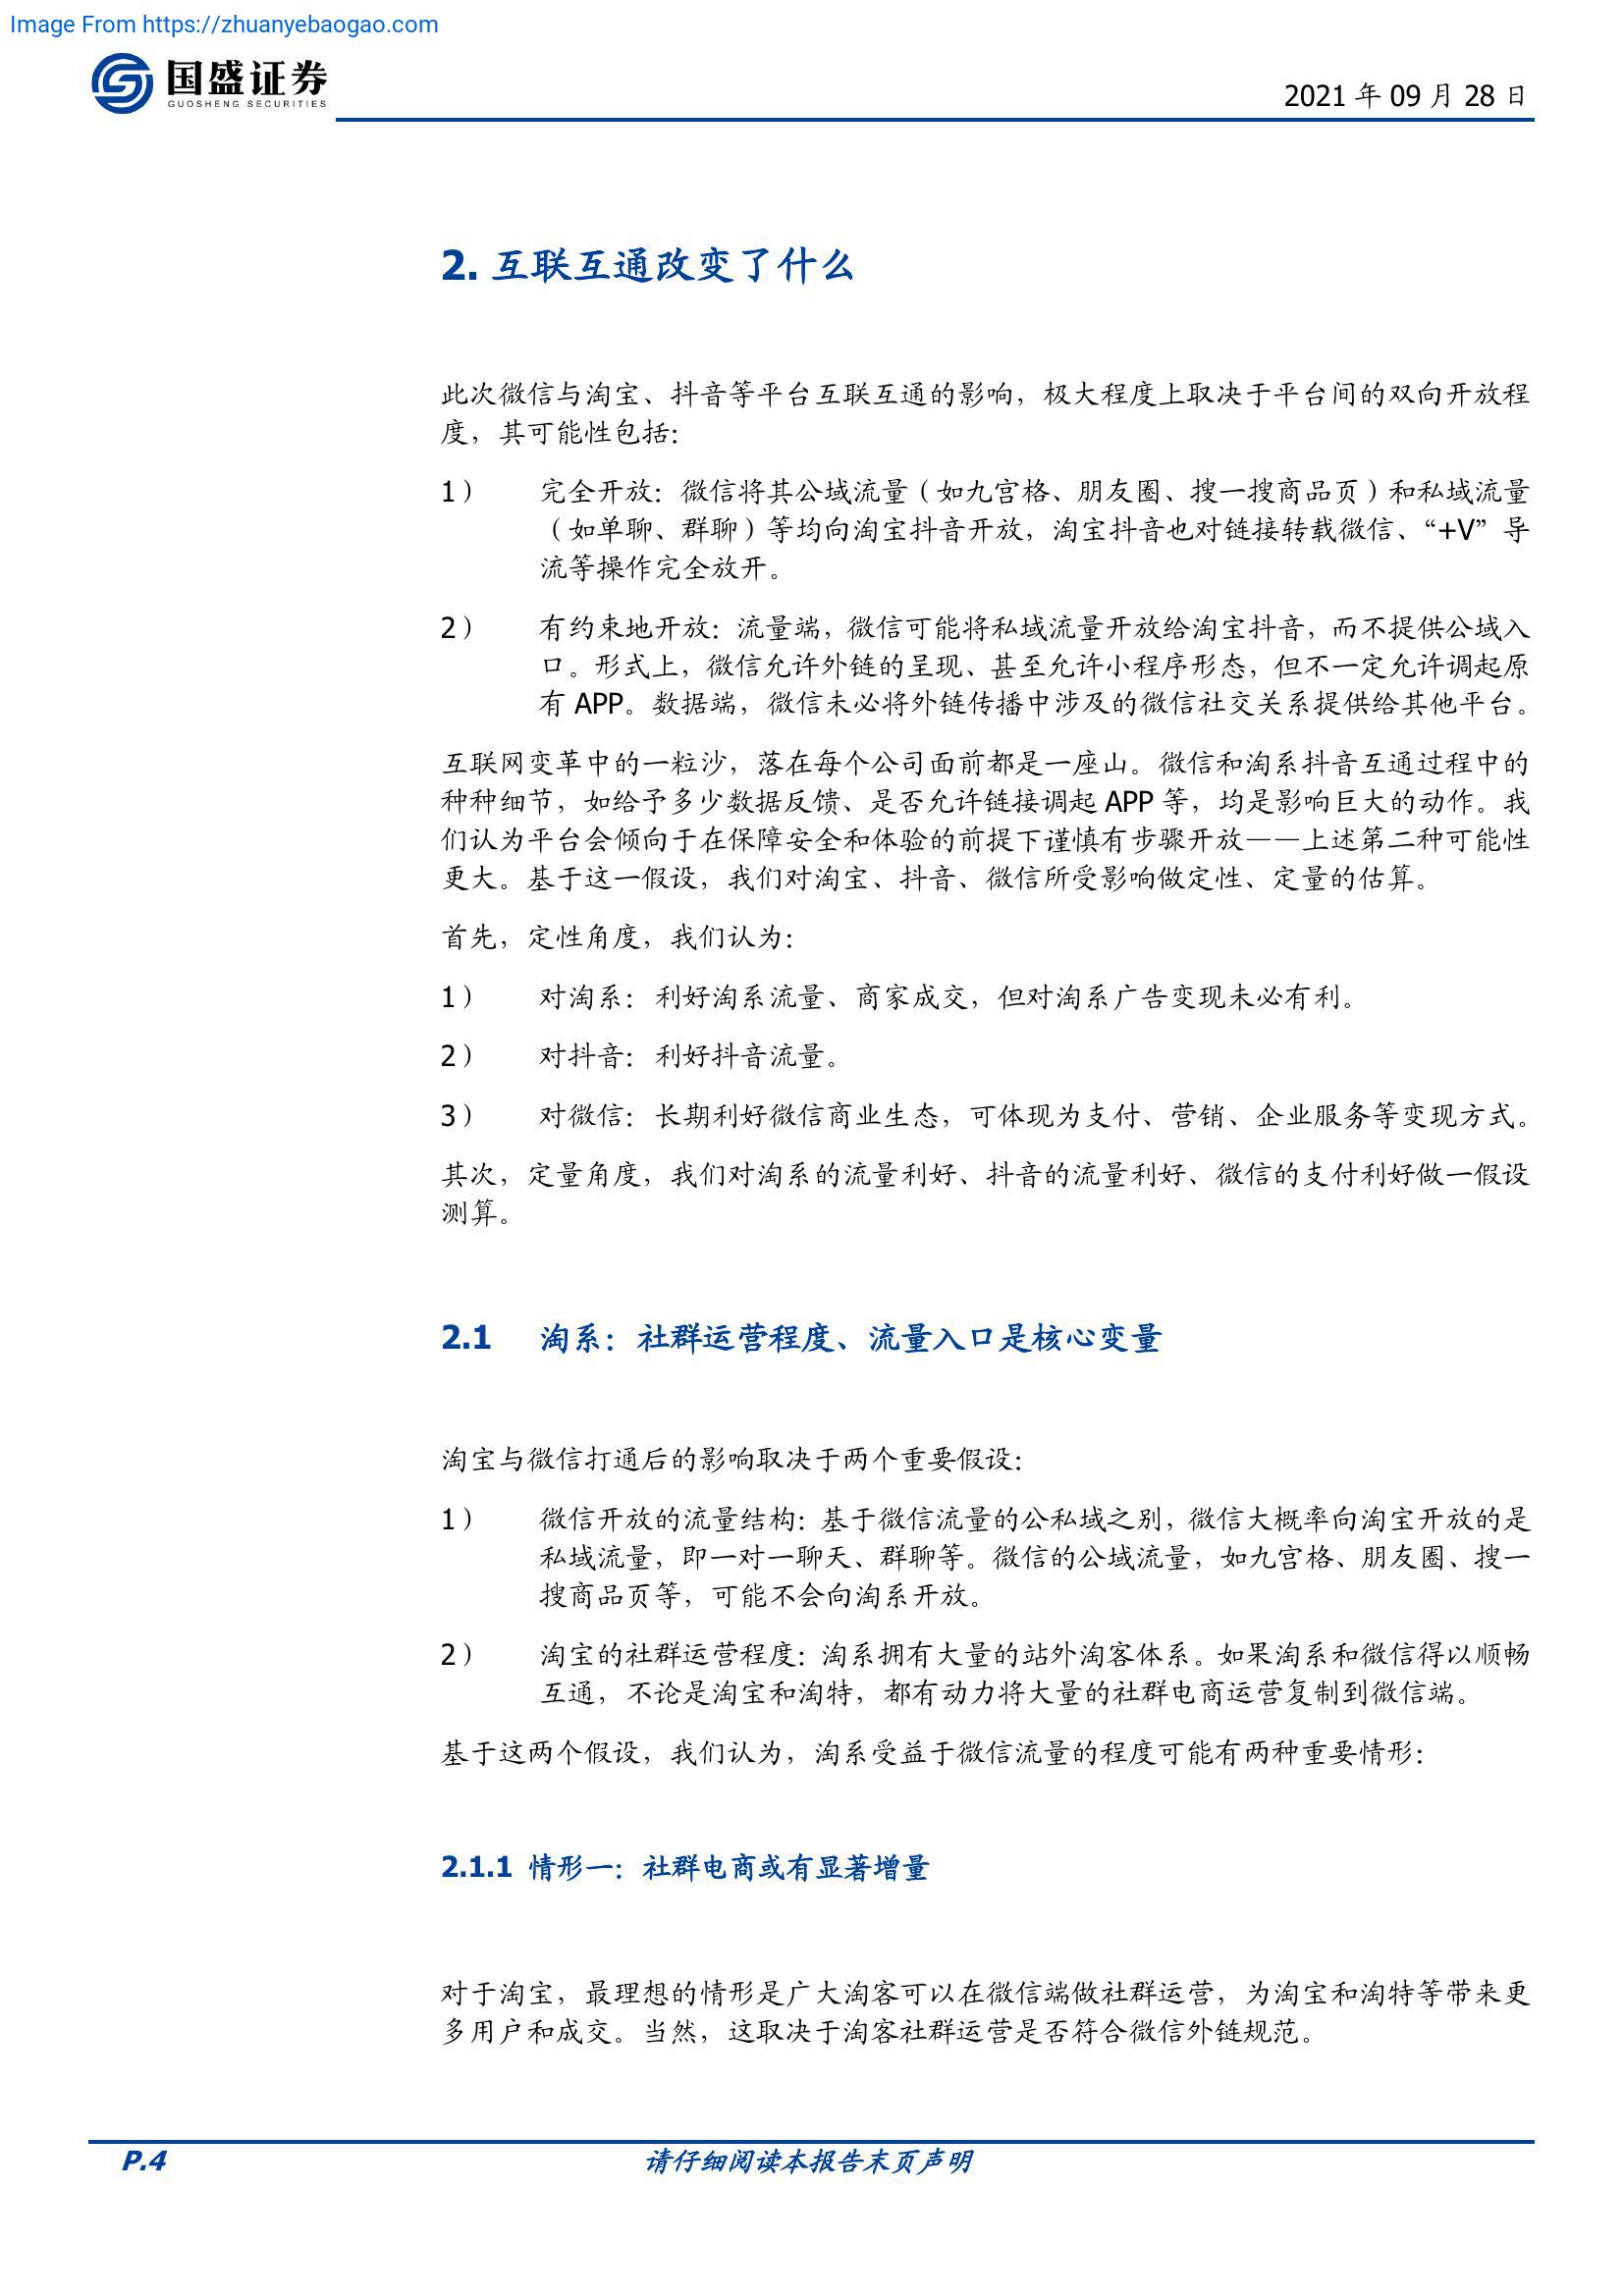 Image From https://zhuanyebaogao.com
国盛证券
GUOSHENG SECURITIES
2021 年 09 月 28 日
2. 互联互通改变了什么
此次微信与淘宝、抖音等平台互联互通的影响，极大程度上取决于平台间的双向开放程
度，其可能性包括：
1） 完全开放：微信将其公域流量（如九宫格、朋友圈、搜一搜商品页）和私域流量
（如单聊、群聊）等均向淘宝抖音开放，淘宝抖音也对链接转载微信、“+V”导
流等操作完全放开。
2） 有约束地开放：流量端，微信可能将私域流量开放给淘宝抖音，而不提供公域入
口。形式上，微信允许外链的呈现、甚至允许小程序形态，但不一定允许调起原
有 APP。数据端，微信未必将外链传播中涉及的微信社交关系提供给其他平台。
互联网变革中的一粒沙，落在每个公司面前都是一座山。微信和淘系抖音互通过程中的
种种细节，如给予多少数据反馈、是否允许链接调起 APP 等，均是影响巨大的动作。我
们认为平台会倾向于在保障安全和体验的前提下谨慎有步骤开放——上述第二种可能性
更大。基于这一假设，我们对淘宝、抖音、微信所受影响做定性、定量的估算。
首先，定性角度，我们认为：
1） 对淘系：利好淘系流量、商家成交，但对淘系广告变现未必有利。
2） 对抖音：利好抖音流量。
3） 对微信：长期利好微信商业生态，可体现为支付、营销、企业服务等变现方式。
其次，定量角度，我们对淘系的流量利好、抖音的流量利好、微信的支付利好做一假设
测算。
2.1 淘系：社群运营程度、流量入口是核心变量
淘宝与微信打通后的影响取决于两个重要假设：
1） 微信开放的流量结构：基于微信流量的公私域之别，微信大概率向淘宝开放的是
私域流量，即一对一聊天、群聊等。微信的公域流量，如九宫格、朋友圈、搜一
搜商品页等，可能不会向淘系开放。
2） 淘宝的社群运营程度：淘系拥有大量的站外淘客体系。如果淘系和微信得以顺畅
互通，不论是淘宝和淘特，都有动力将大量的社群电商运营复制到微信端。
基于这两个假设，我们认为，淘系受益于微信流量的程度可能有两种重要情形：
2.1.1 情形一：社群电商或有显著增量
对于淘宝，最理想的情形是广大淘客可以在微信端做社群运营，为淘宝和淘特等带来更
多用户和成交。当然，这取决于淘客社群运营是否符合微信外链规范。
P.4
请仔细阅读本报告末页声明